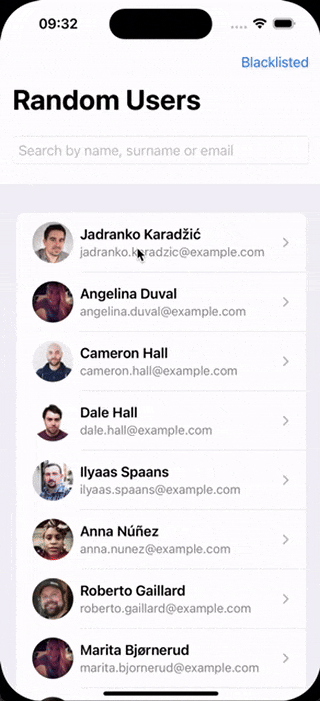 09:32
Blacklisted
Random Users
Search by name, surname or email
Jadranko Karadžić
jadranko.karadzic@example.com
Angelina Duval
angelina.duval@example.com
Cameron Hall
cameron.hall@example.com
Dale Hall
dale.hall@example.com
Ilyaas Spaans
ilyaas.spaans@example.com
Anna Núñez
anna.nunez@example.com
Roberto Gaillard
roberto.gaillard@example.com
Marita Bjørnerud
marita.bjornerud@example.com